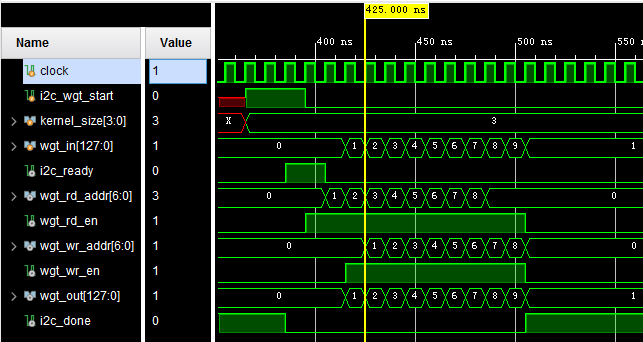 425.000 ns
Name Value 400 ns 450 ns 500 ns 550
clock 1
i2c_wgt_start 0
kernel_size[3:0] 3 X 3
wgt_in[127:0] 1 0 1 2 3 4 5 6 7 8 9 1
i2c_ready 0
wgt_rd_addr[6:0] 3 0 1 2 3 4 5 6 7 8 0
wgt_rd_en 1
wgt_wr_addr[6:0] 1 0 1 2 3 4 5 6 7 8 0
wgt_wr_en 1
wgt_out[127:0] 1 0 1 2 3 4 5 6 7 8 9 1
i2c_done 0